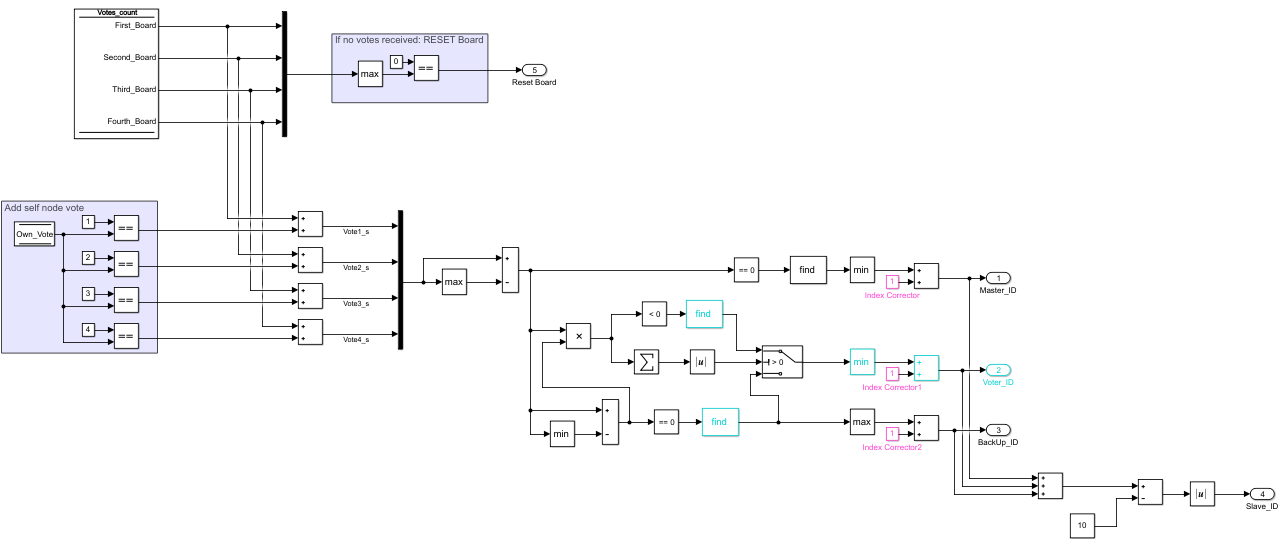 Votes_count
First_Board
Second_Board
Third_Board
Fourth_Board
If no votes received: RESET Board
max
0
==
5
Reset Board
Add self node vote
Own_Vote
1
==
2
==
3
==
4
==
+
+
Vote1_s
+
+
Vote2_s
+
+
Vote3_s
+
+
Vote4_s
max
+
−
== 0
find
min
1
Index Corrector
+
+
1
Master_ID
×
< 0
find
∑
|u|
> 0
min
1
Index Corrector1
+
+
2
Voter_ID
min
+
−
== 0
find
max
1
Index Corrector2
+
+
3
BackUp_ID
+
+
+
10
+
−
|u|
4
Slave_ID